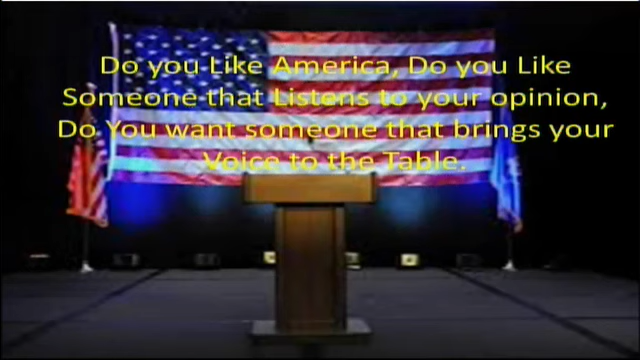 Do you Like America, Do you Like
Someone that Listens to your opinion,
Do You want someone that brings your
Voice to the Table.